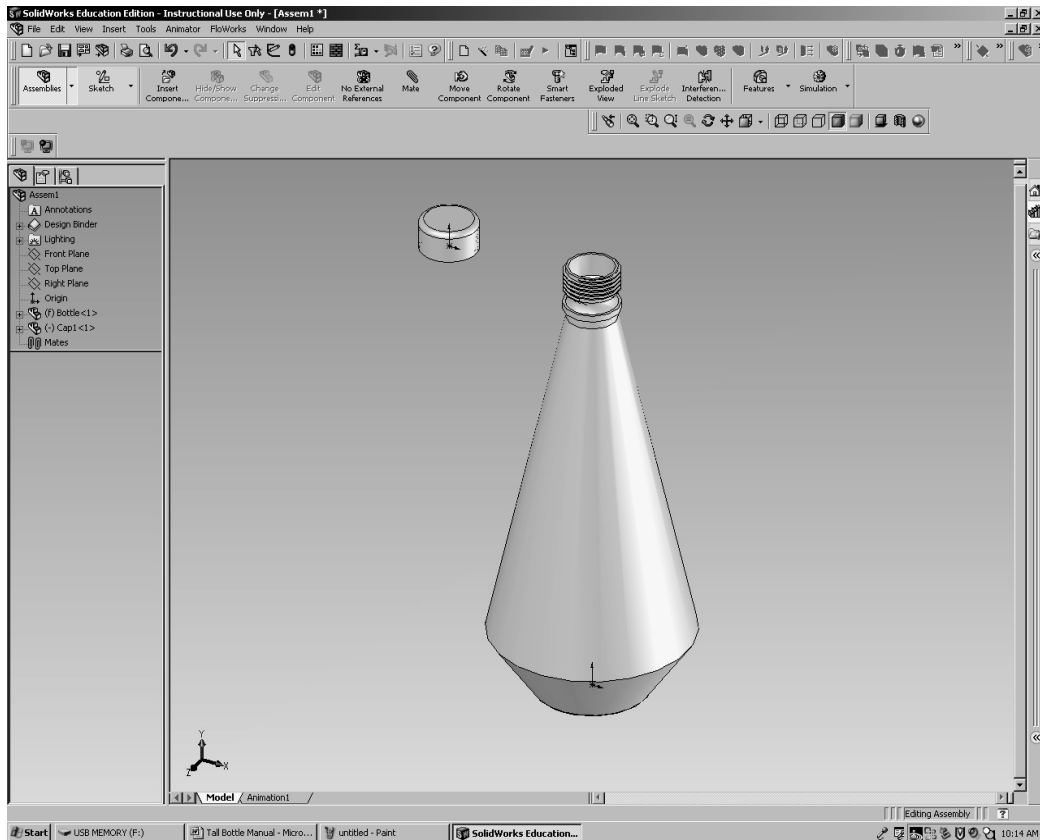 SolidWorks Education Edition - Instructional Use Only - [Assem1 *]
File Edit View Insert Tools Animator FloWorks Window Help
Assemblies Sketch Insert Compone... Hide/Show Compone... Change Suppressi... Edit Component No External References Mate Move Component Rotate Component Smart Fasteners Exploded View Explode Line Sketch Interferen... Detection Features Simulation
Assem1
A Annotations
Design Binder
Lighting
Front Plane
Top Plane
Right Plane
Origin
(f) Bottle<1>
(-) Cap1<1>
Mates
Y
Z X
Model Animation1
Editing Assembly ?
Start USB MEMORY (F:) Tall Bottle Manual - Micro... untitled - Paint SolidWorks Education... 10:14 AM